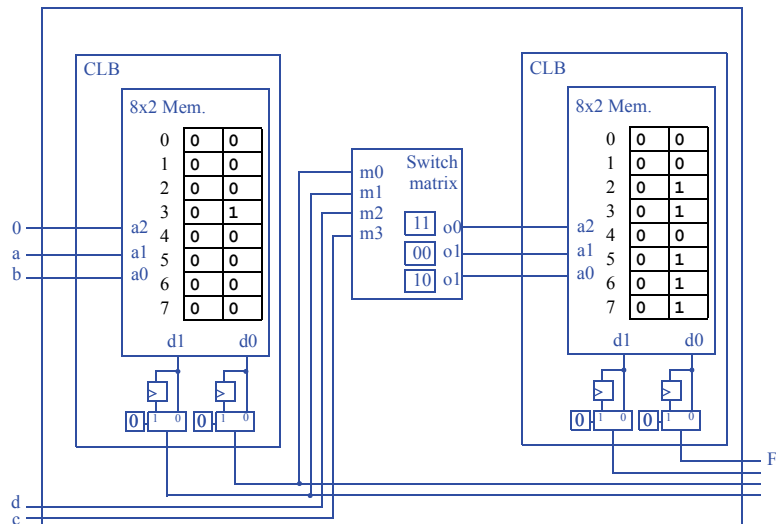 CLB
8x2 Mem.
0 0 0
1 0 0
2 0 0
3 0 1
4 0 0
5 0 0
6 0 0
7 0 0
0
a
b
a2
a1
a0
d1 d0
0 1 0 0 1 0
Switch
matrix
m0
m1
m2
m3
11 o0
00 o1
10 o1
CLB
8x2 Mem.
0 0 0
1 0 0
2 0 1
3 0 1
4 0 0
5 0 1
6 0 1
7 0 1
a2
a1
a0
d1 d0
0 1 0 0 1 0
F
d
c